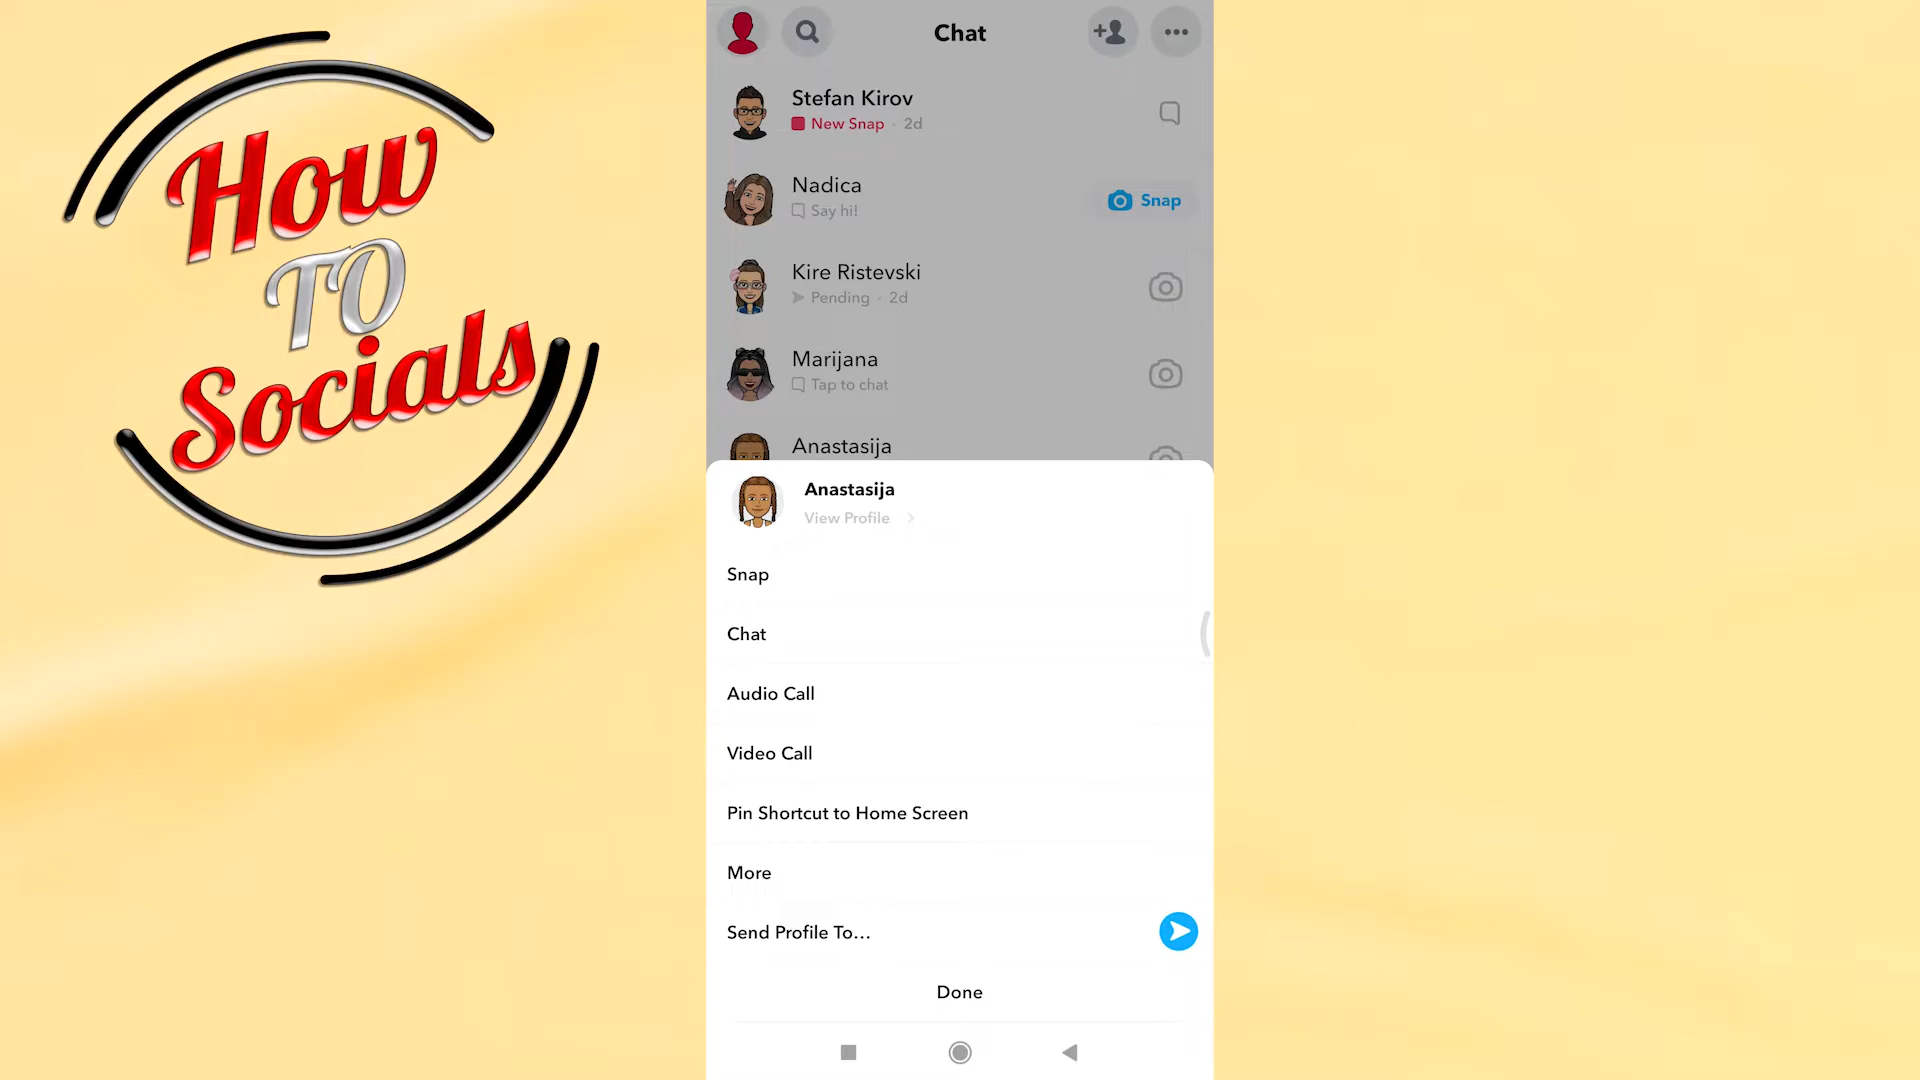 How
TO
Socials
Chat
Stefan Kirov
New Snap · 2d
Nadica
Say hi!
Snap
Kire Ristevski
Pending · 2d
Marijana
Tap to chat
Anastasija
Anastasija
View Profile
Snap
Chat
Audio Call
Video Call
Pin Shortcut to Home Screen
More
Send Profile To...
Done